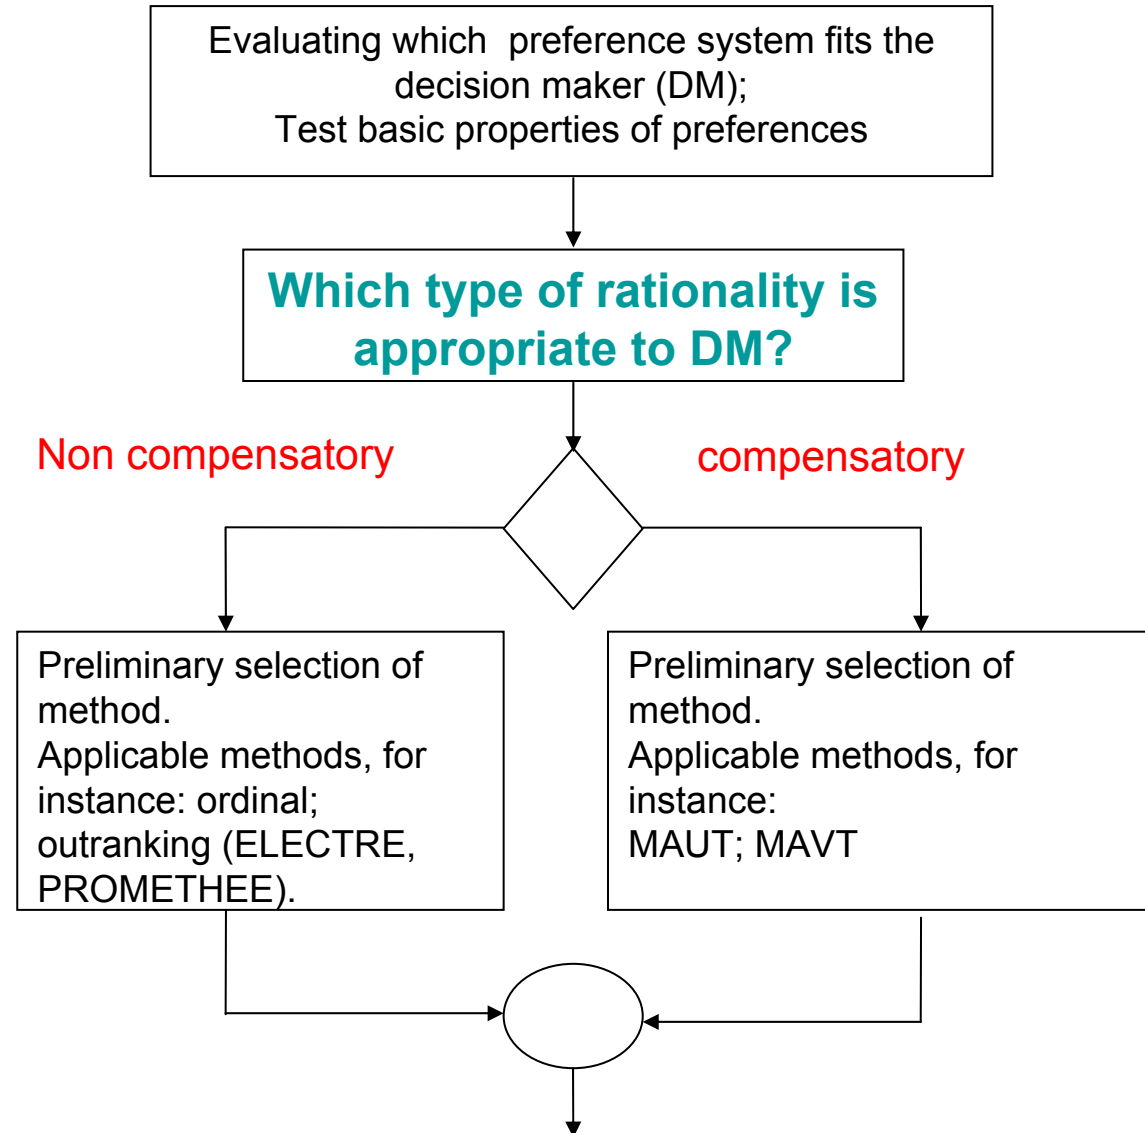 Evaluating which preference system fits the
decision maker (DM);
Test basic properties of preferences
Which type of rationality is
appropriate to DM?
Non compensatory
compensatory
Preliminary selection of
method.
Applicable methods, for
instance: ordinal;
outranking (ELECTRE,
PROMETHEE).
Preliminary selection of
method.
Applicable methods, for
instance:
MAUT; MAVT